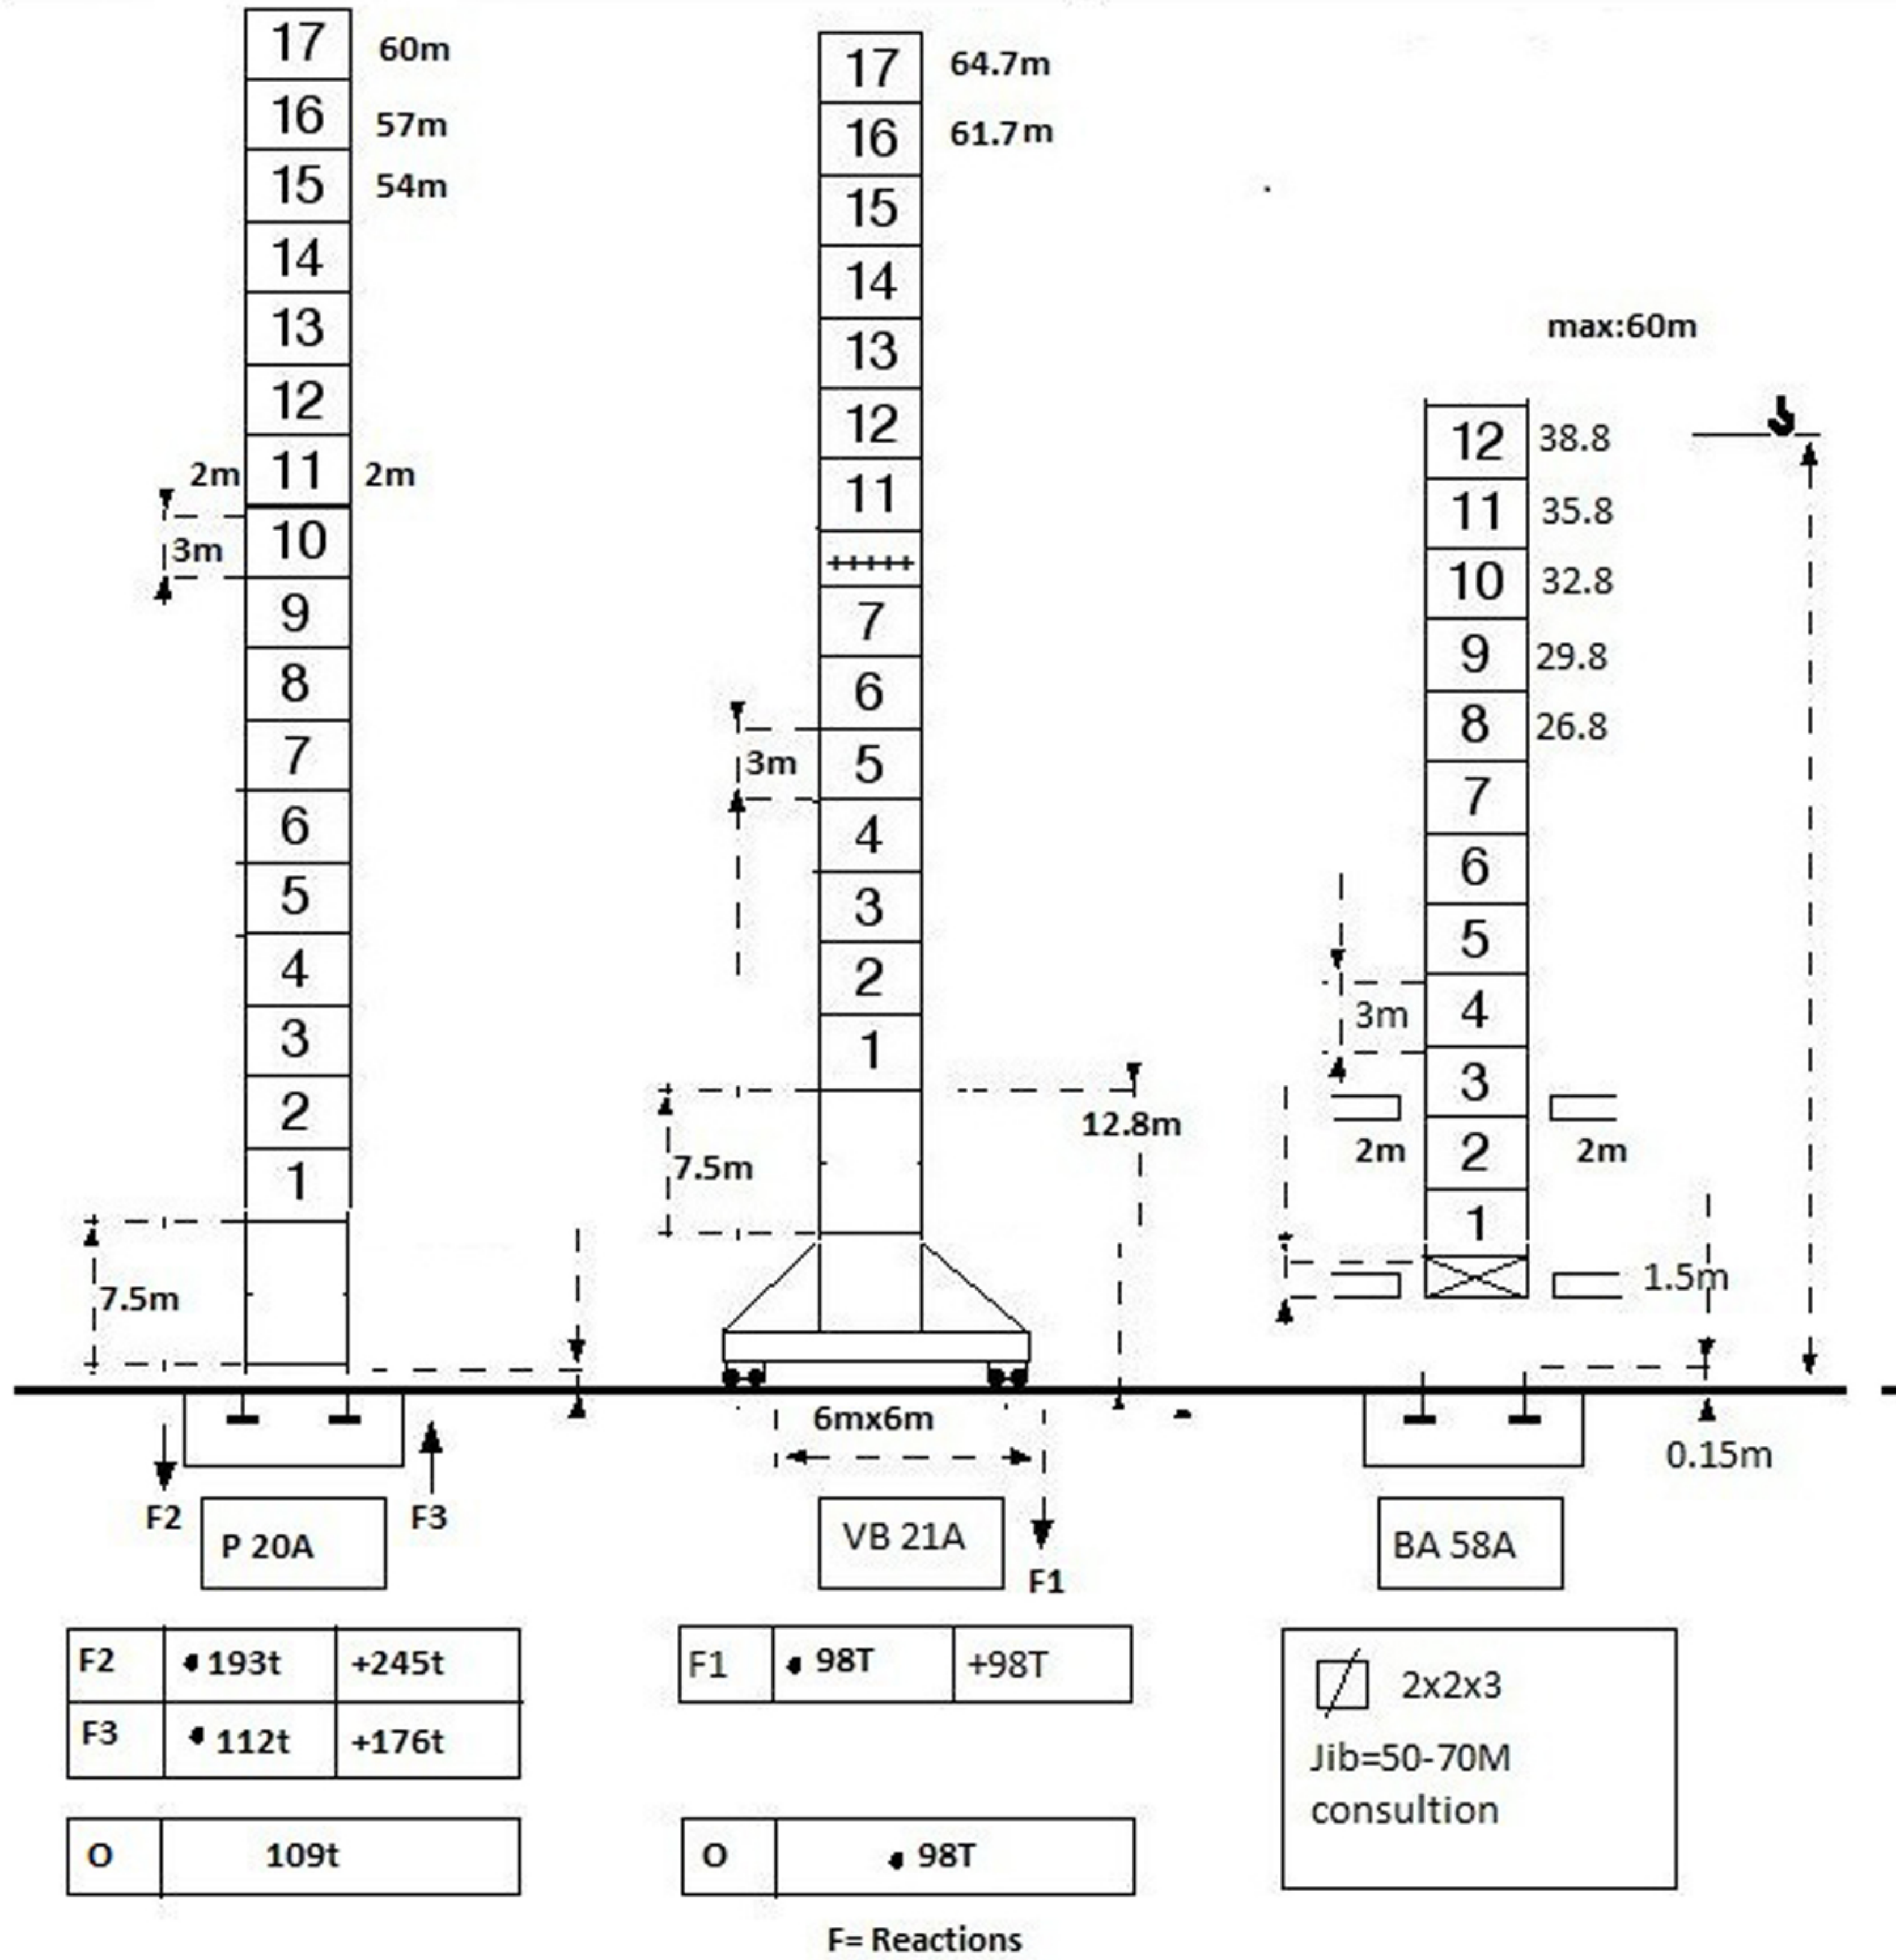 17 60m
16 57m
15 54m
14
13
12
2m 11 2m
3m 10
9
8
7
6
5
4
3
2
1
7.5m
F2 F3
P 20A
F2 193t +245t
F3 112t +176t
O 109t
17 64.7m
16 61.7m
15
14
13
12
11
+++++
7
6
3m 5
4
3
2
1
12.8m
7.5m
6mx6m
VB 21A
F1
F1 98T +98T
O 98T
F= Reactions
max:60m
12 38.8
11 35.8
10 32.8
9 29.8
8 26.8
7
6
5
3m 4
3
2m 2 2m
1
1.5m
0.15m
BA 58A
2x2x3
Jib=50-70M
consultion